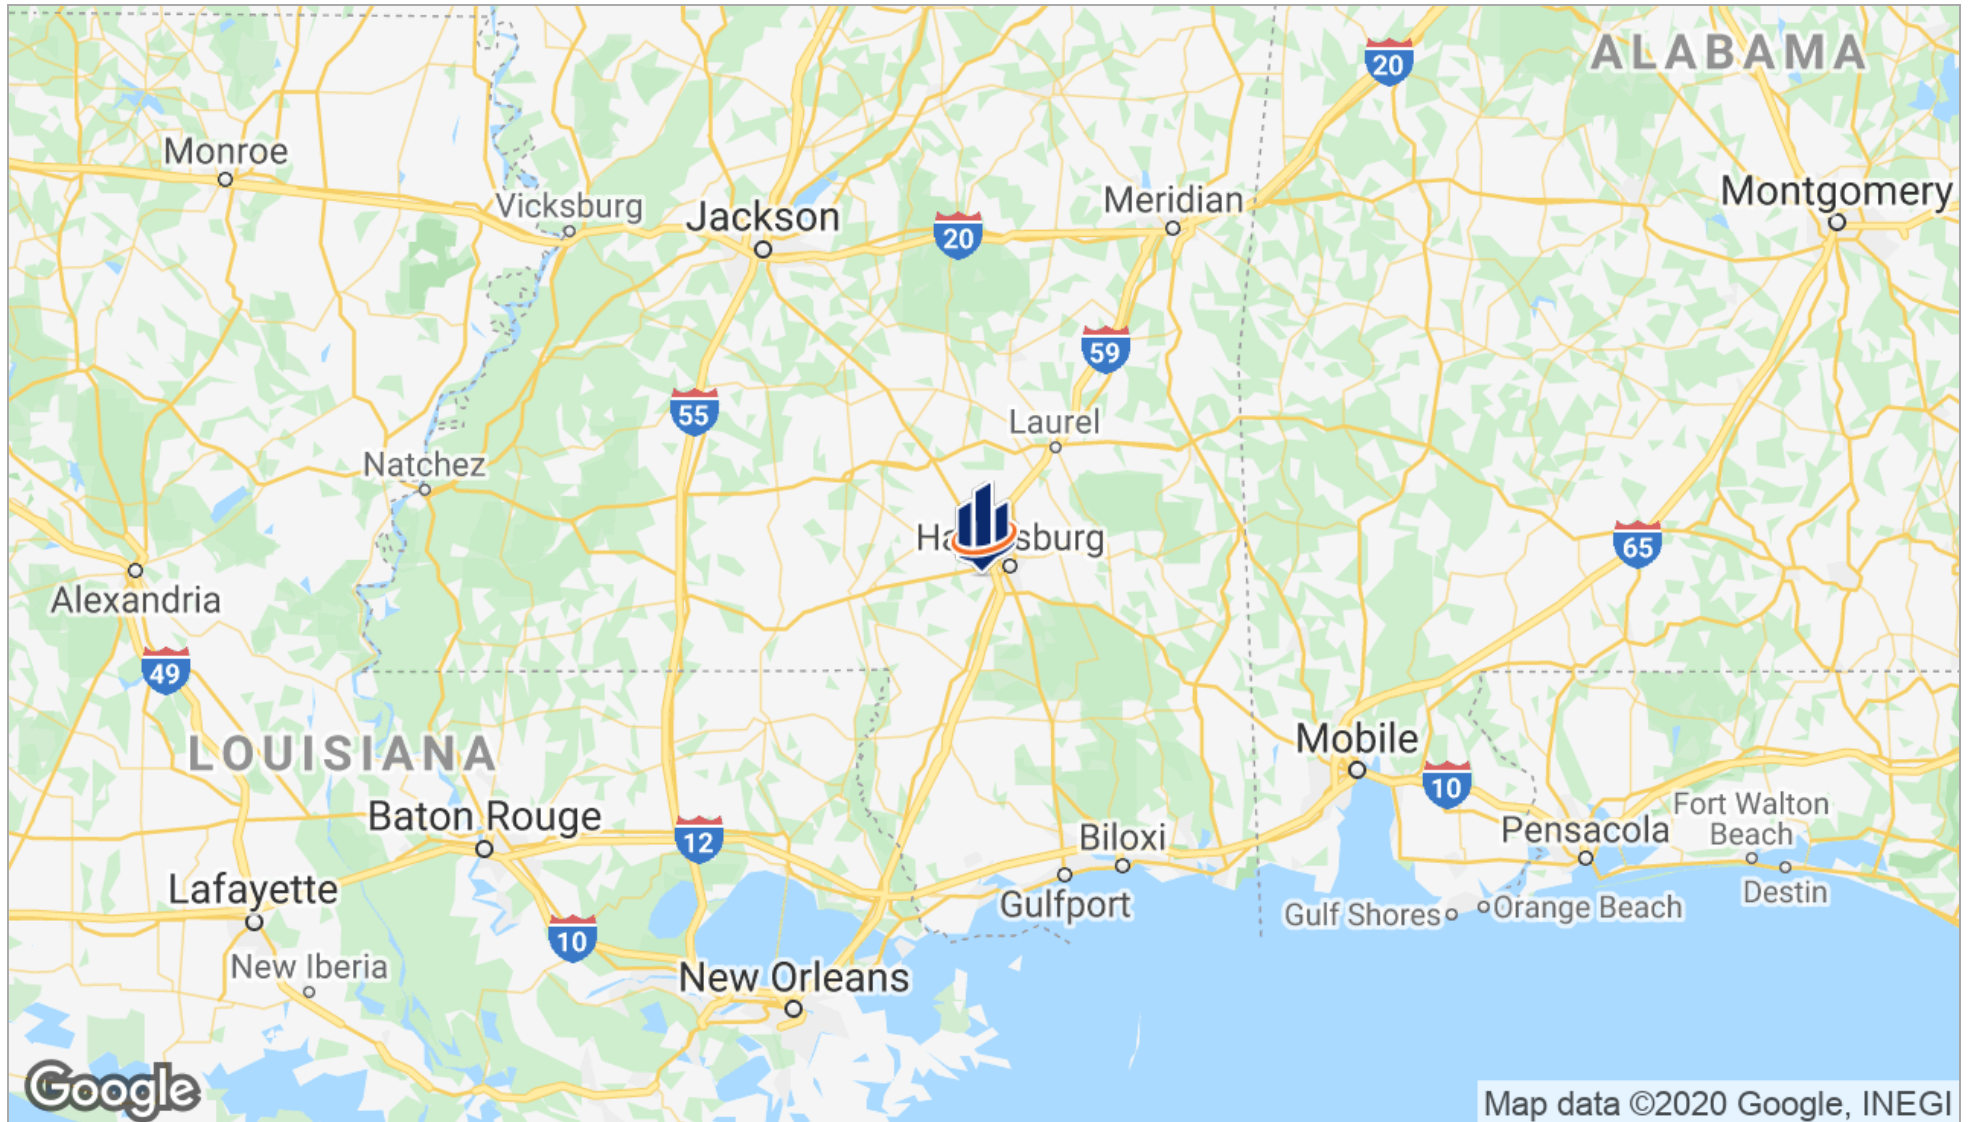 20
ALABAMA
Monroe
Vicksburg
Jackson
Meridian
Montgomery
20
59
55
Laurel
Natchez
65
Alexandria
49
LOUISIANA
Mobile
10
Baton Rouge
12
Biloxi
Pensacola
Fort Walton
Beach
Lafayette
Gulfport
Gulf Shores
Orange Beach
Destin
10
New Iberia
New Orleans
Google
Map data ©2020 Google, INEGI